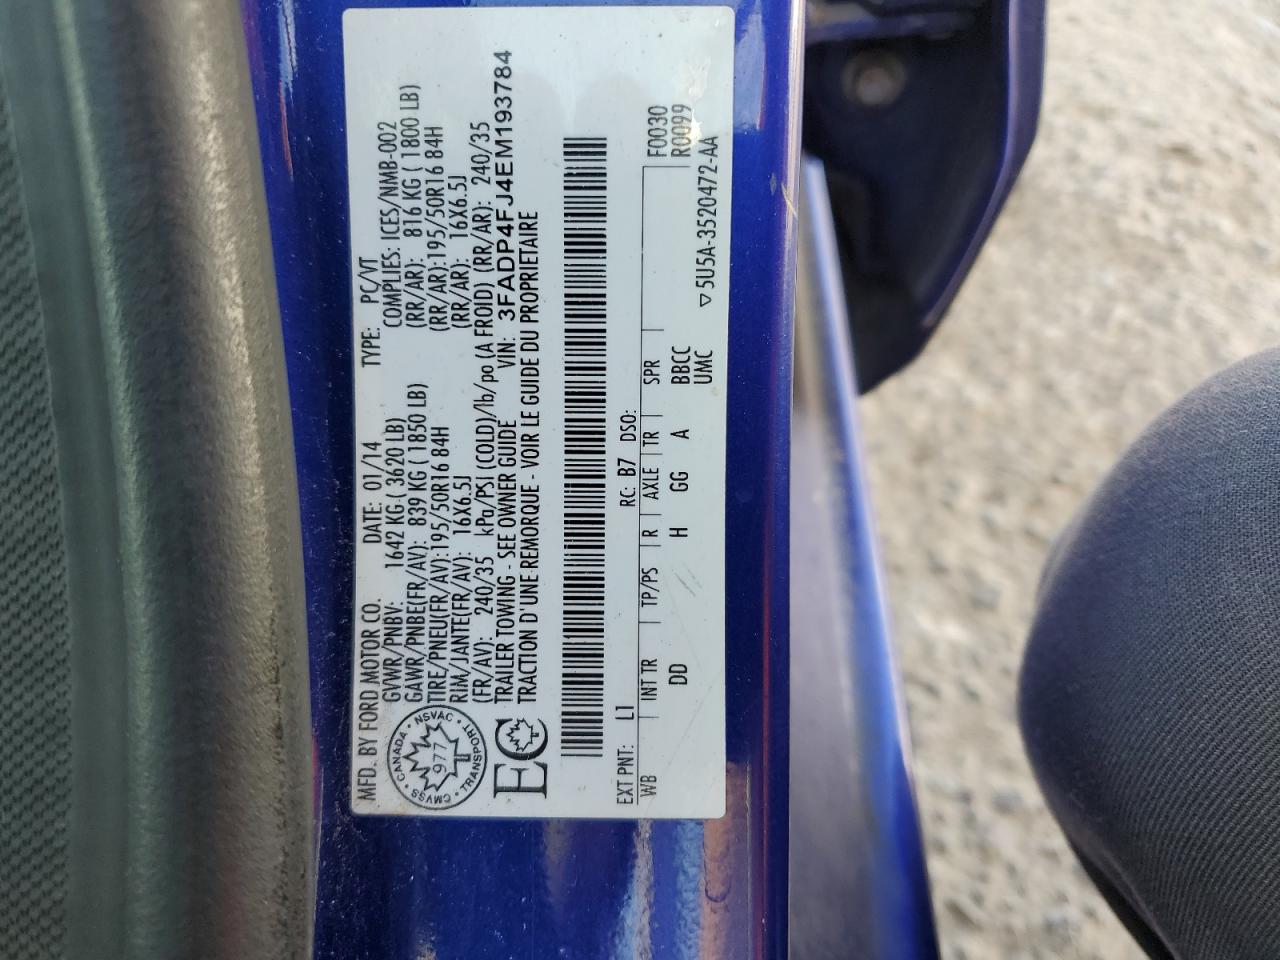 MFD. BY FORD MOTOR CO. DATE: 01/14 TYPE: PC/VT
GVWR/PNBV: 1642 KG ( 3620 LB) COMPLIES: ICES/NMB-002
GAWR/PNBE(FR/AV): 839 KG ( 1850 LB) (RR/AR): 816 KG ( 1800 LB)
TIRE/PNEU(FR/AV):195/50R16 84H (RR/AR):195/50R16 84H
RIM/JANTE(FR/AV): 16X6.5J (RR/AR): 16X6.5J
(FR/AV): 240/35 kPa/PSI (COLD)/lb/po (A FROID) (RR/AR): 240/35
TRAILER TOWING - SEE OWNER GUIDE VIN: 3FADP4FJ4EM193784
TRACTION D'UNE REMORQUE - VOIR LE GUIDE DU PROPRIETAIRE
CANADA • NSVAC • TRANSPORT • CMVSS •
977
EC
EXT PNT: L1 RC: B7 DSO: F0030
WB INT TR TP/PS R AXLE TR SPR R0099
DD H GG A BBCC
UMC ▽5U5A-3520472-AA